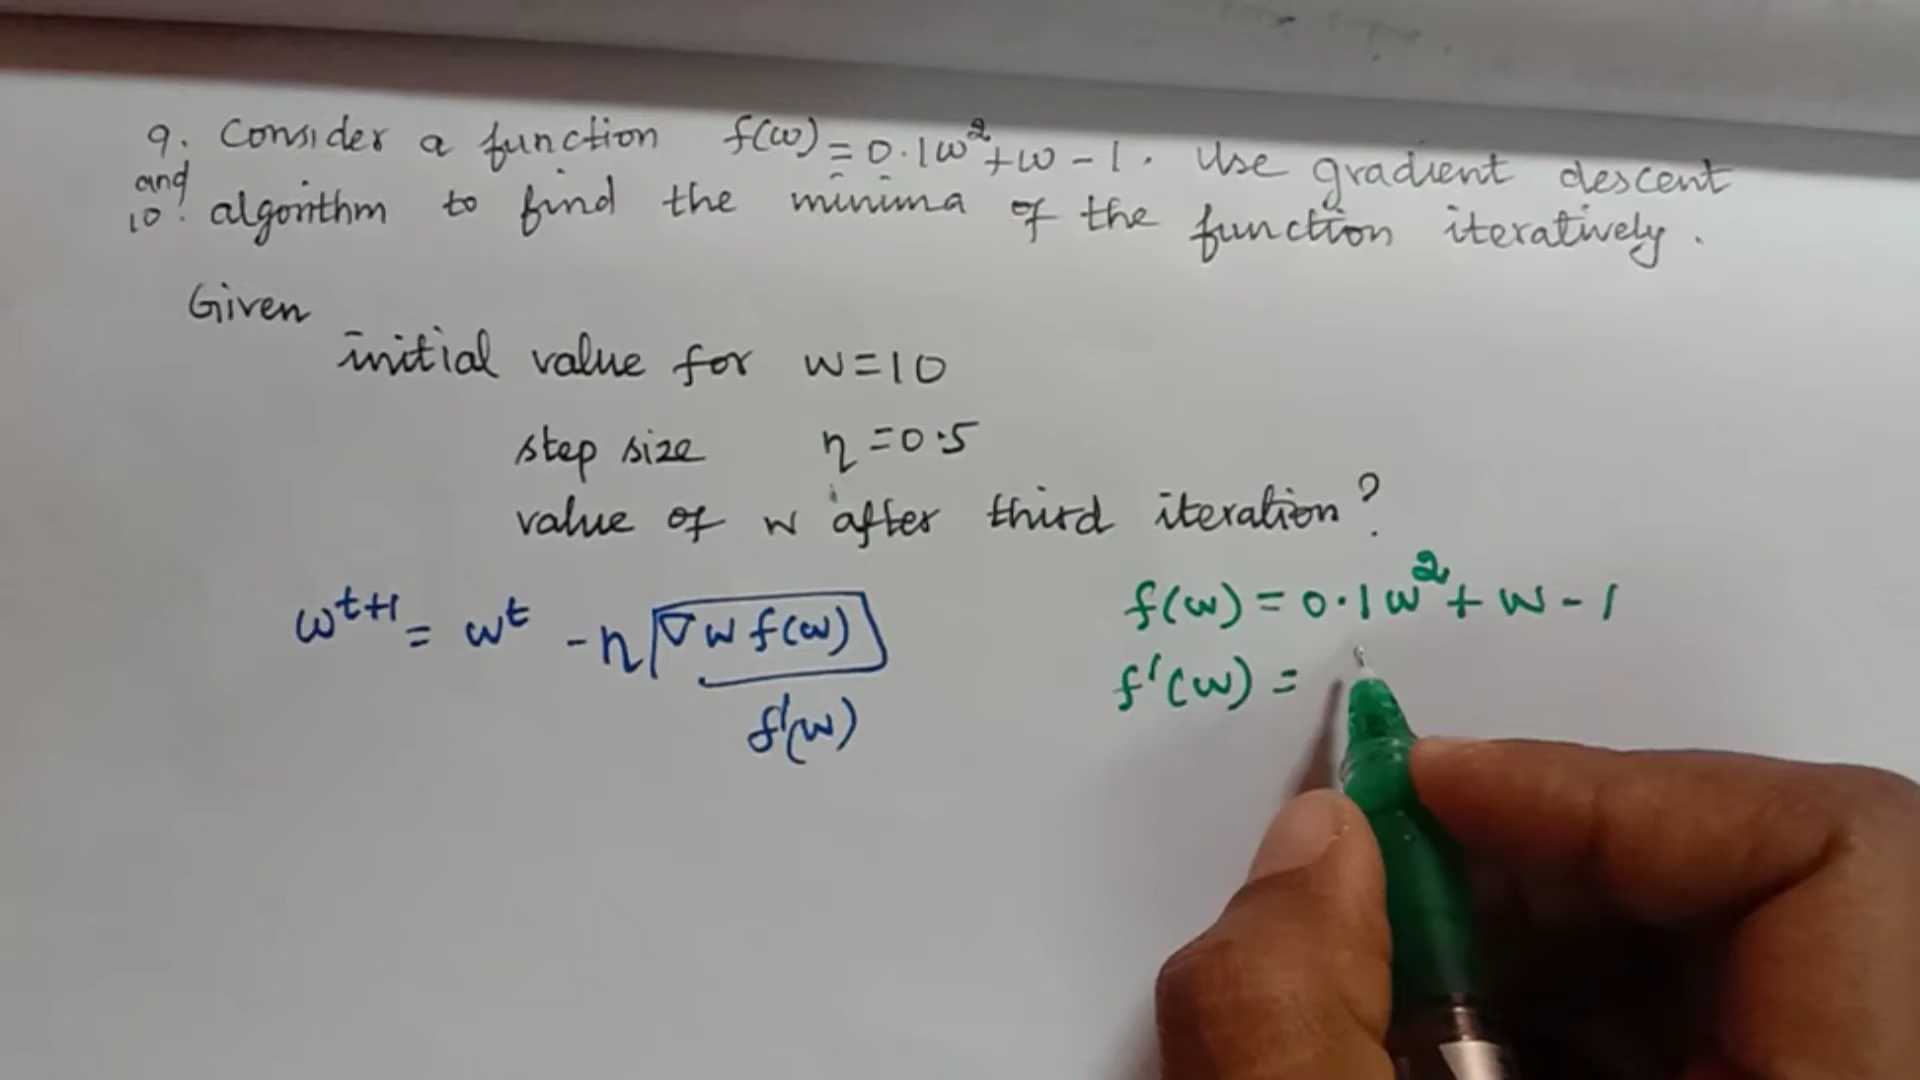 9. Consider a function f(w) = 0.1w² + w - 1. Use gradient descent
and
10. algorithm to find the minima of the function iteratively.
Given
initial value for w = 10
step size η = 0.5
value of w after third iteration?
w^{t+1} = w^t - η ∇w f(w)
f'(w)
f(w) = 0.1w² + w - 1
f'(w) =